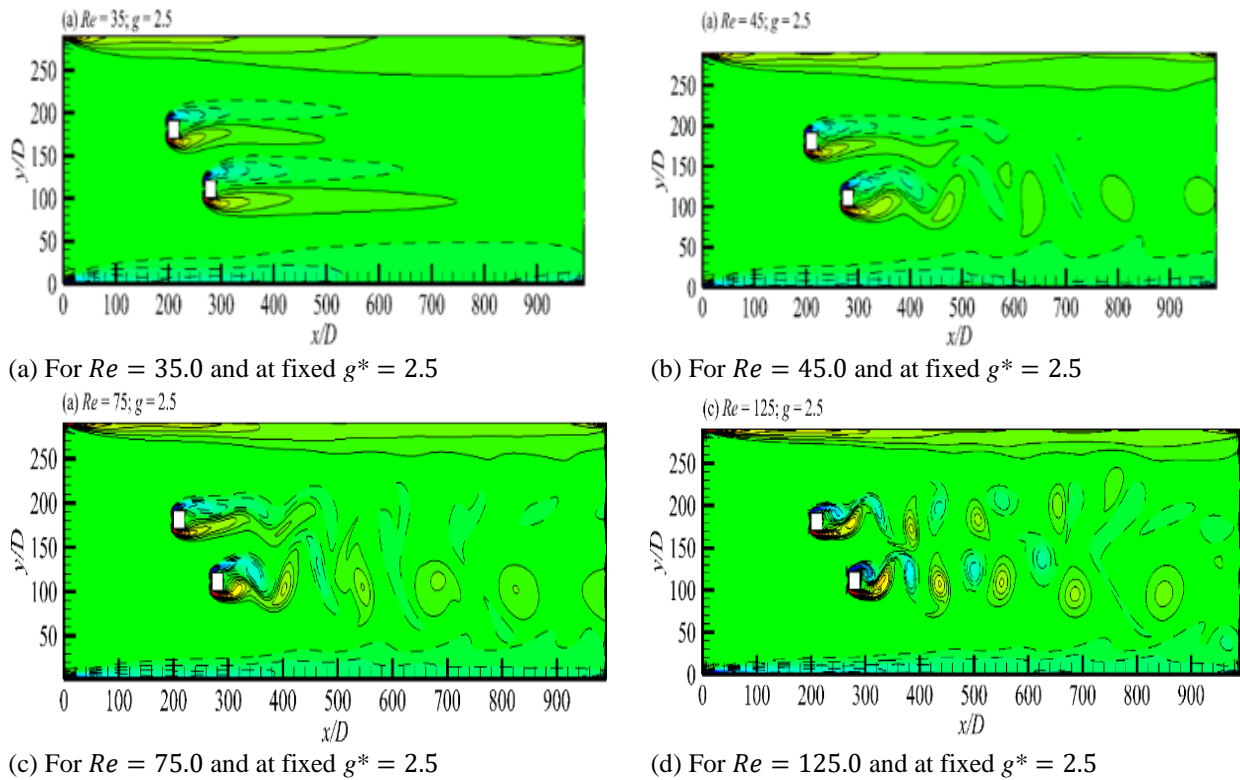 (a) Re = 35; g = 2.5
250
200
150
100
50
0
y/D
0 100 200 300 400 500 600 700 800 900
x/D
(a) For Re = 35.0 and at fixed g* = 2.5
(a) Re = 45; g = 2.5
250
200
150
100
50
0
y/D
0 100 200 300 400 500 600 700 800 900
x/D
(b) For Re = 45.0 and at fixed g* = 2.5
(a) Re = 75; g = 2.5
250
200
150
100
50
y/D
0 100 200 300 400 500 600 700 800 900
x/D
(c) For Re = 75.0 and at fixed g* = 2.5
(c) Re = 125; g = 2.5
250
200
150
100
50
0
y/D
0 100 200 300 400 500 600 700 800 900
x/D
(d) For Re = 125.0 and at fixed g* = 2.5